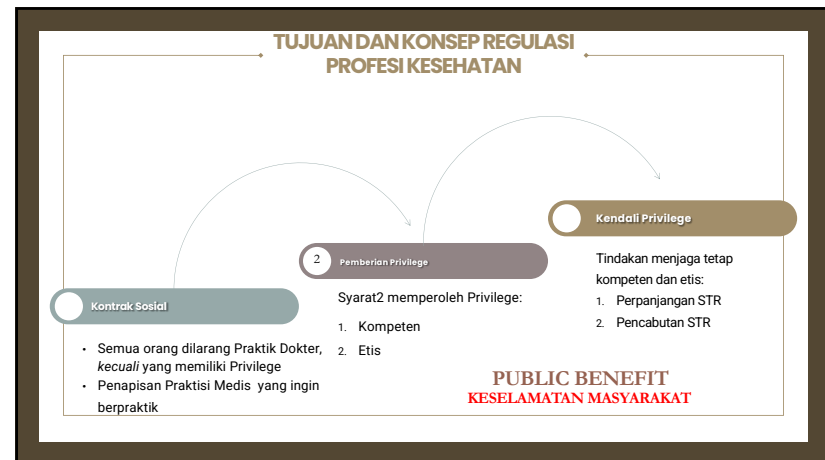 TUJUAN DAN KONSEP REGULASI
PROFESI KESEHATAN
Kontrak Sosial
• Semua orang dilarang Praktik Dokter,
kecuali yang memiliki Privilege
• Penapisan Praktisi Medis yang ingin
berpraktik
2 Pemberian Privilege
Syarat2 memperoleh Privilege:
1. Kompeten
2. Etis
Kendali Privilege
Tindakan menjaga tetap
kompeten dan etis:
1. Perpanjangan STR
2. Pencabutan STR
PUBLIC BENEFIT
KESELAMATAN MASYARAKAT